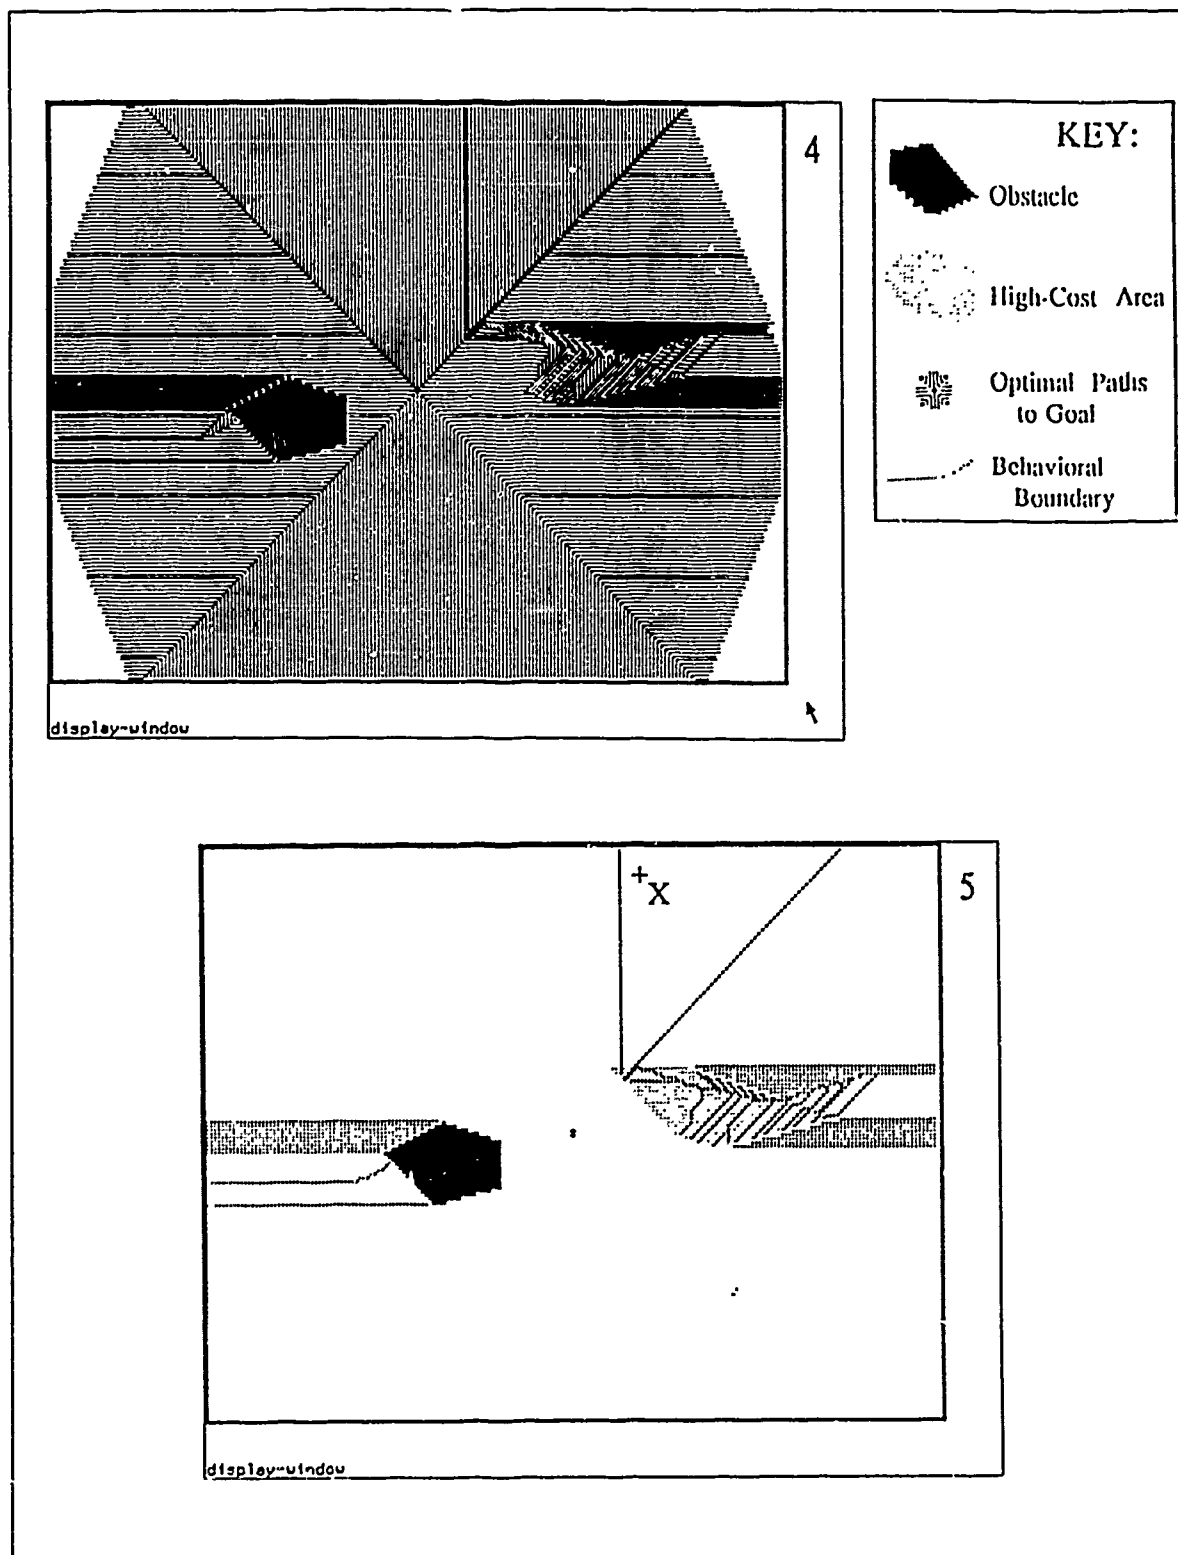 4
KEY:
Obstacle
High-Cost Area
Optimal Paths
to Goal
Behavioral
Boundary
display-window
+X
5
display-window